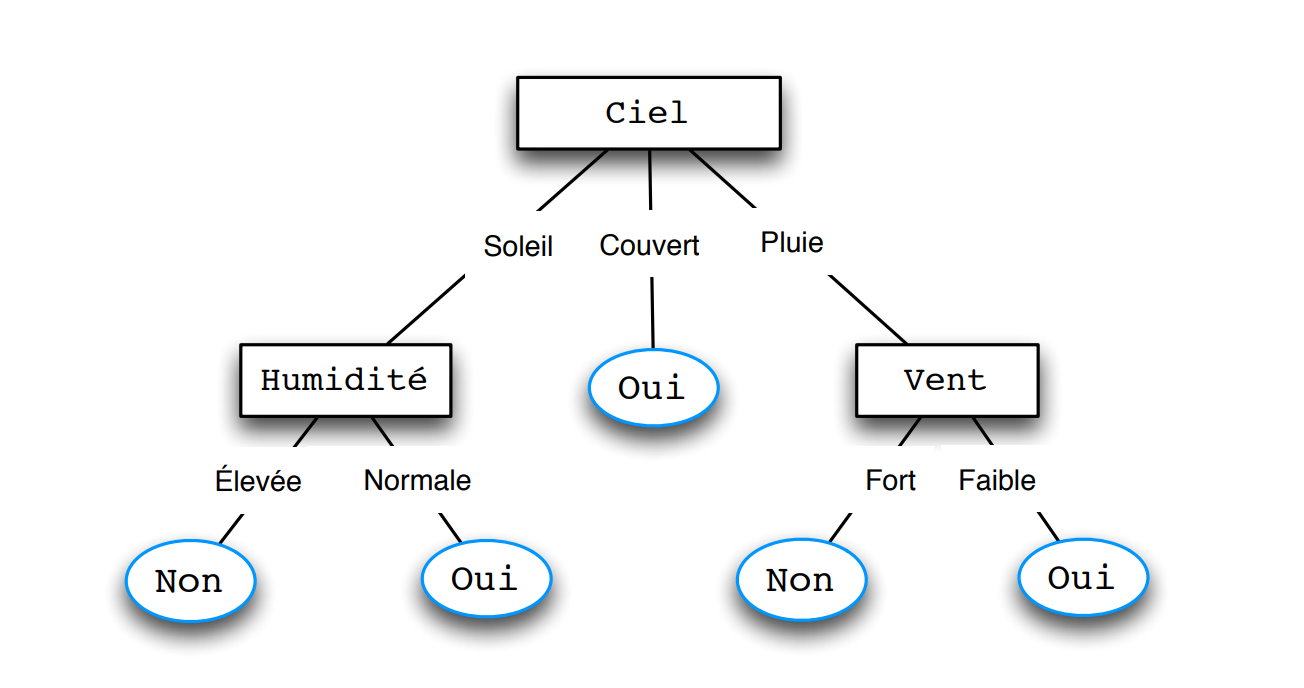 Ciel
Soleil Couvert Pluie
Humidité Oui Vent
Élevée Normale Fort Faible
Non Oui Non Oui